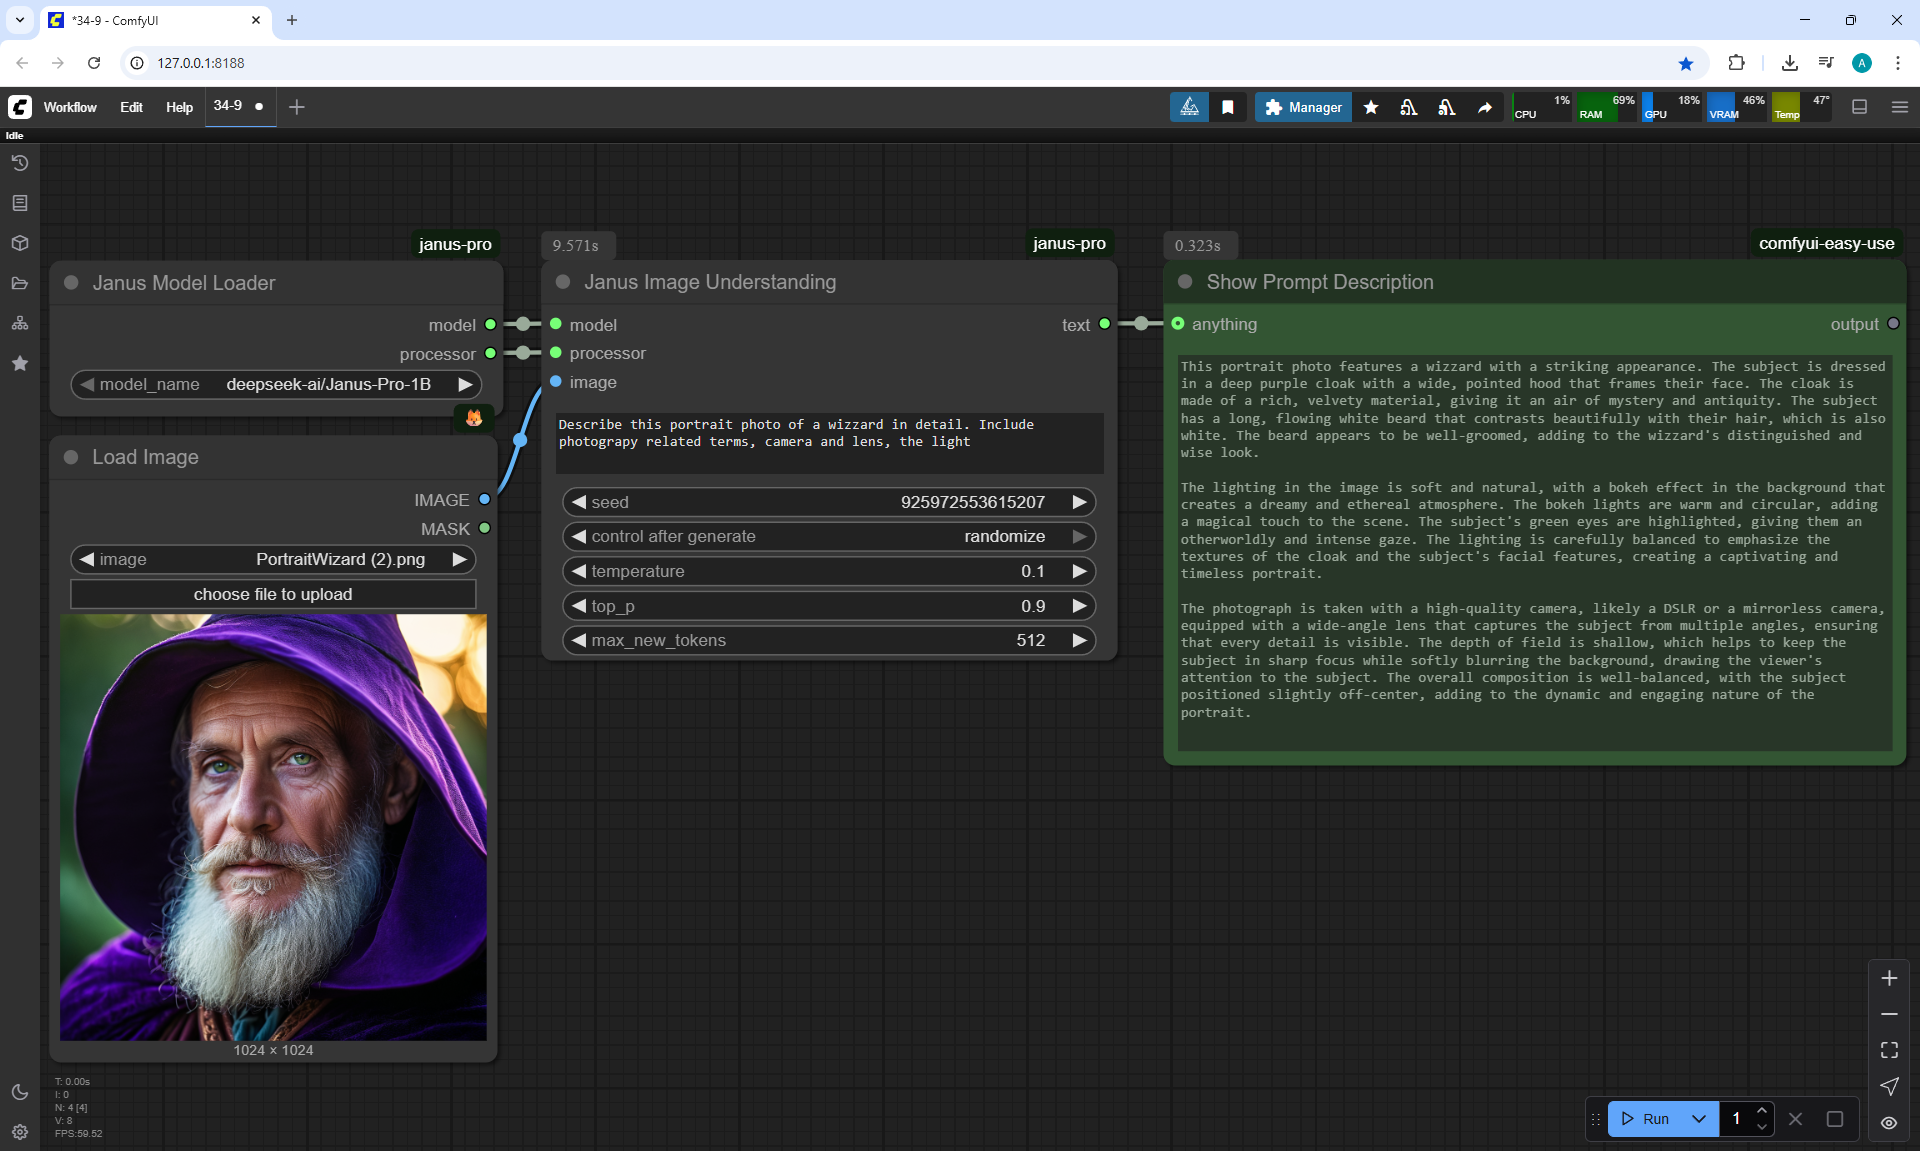 *34-9 - ComfyUI
127.0.0.1:8188
Workflow Edit Help 34-9
Manager
1% CPU
69% RAM
18% GPU
46% VRAM
47° Temp
A
Idle
janus-pro
Janus Model Loader
model
processor
model_name deepseek-ai/Janus-Pro-1B
Load Image
IMAGE
MASK
image PortraitWizard (2).png
choose file to upload
1024 × 1024
9.571s
janus-pro
Janus Image Understanding
model text
processor
image
Describe this portrait photo of a wizzard in detail. Include
photograpy related terms, camera and lens, the light
seed 925972553615207
control after generate randomize
temperature 0.1
top_p 0.9
max_new_tokens 512
0.323s
comfyui-easy-use
Show Prompt Description
anything output
This portrait photo features a wizzard with a striking appearance. The subject is dressed
in a deep purple cloak with a wide, pointed hood that frames their face. The cloak is
made of a rich, velvety material, giving it an air of mystery and antiquity. The subject
has a long, flowing white beard that contrasts beautifully with their hair, which is also
white. The beard appears to be well-groomed, adding to the wizzard's distinguished and
wise look.
The lighting in the image is soft and natural, with a bokeh effect in the background that
creates a dreamy and ethereal atmosphere. The bokeh lights are warm and circular, adding
a magical touch to the scene. The subject's green eyes are highlighted, giving them an
otherworldly and intense gaze. The lighting is carefully balanced to emphasize the
textures of the cloak and the subject's facial features, creating a captivating and
timeless portrait.
The photograph is taken with a high-quality camera, likely a DSLR or a mirrorless camera,
equipped with a wide-angle lens that captures the subject from multiple angles, ensuring
that every detail is visible. The depth of field is shallow, which helps to keep the
subject in sharp focus while softly blurring the background, drawing the viewer's
attention to the subject. The overall composition is well-balanced, with the subject
positioned slightly off-center, adding to the dynamic and engaging nature of the
portrait.
T: 0.00s
I: 0
N: 4 [4]
V: 8
FPS:59.52
Run 1